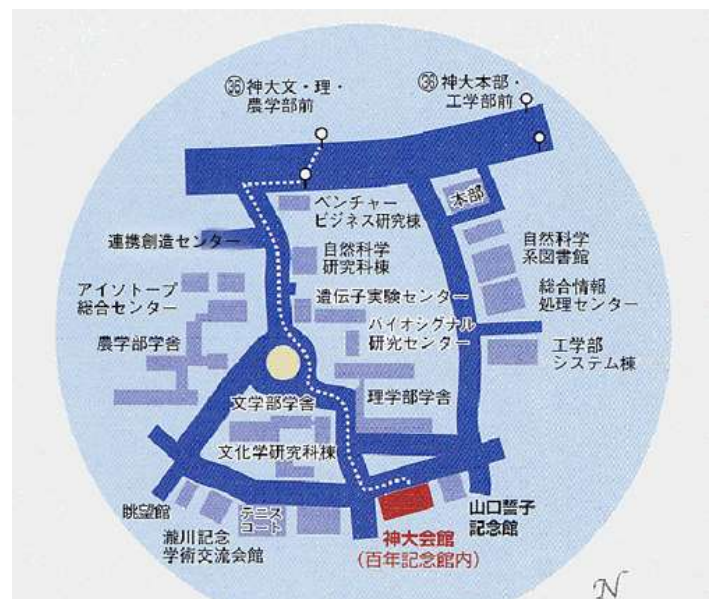 ㉟神大文・理・
農学部前
㊱神大本部・
工学部前
本部
ベンチャー
ビジネス研究棟
連携創造センター
自然科学
研究科棟
自然科学
系図書館
アイソトープ
総合センター
遺伝子実験センター
総合情報
処理センター
バイオシグナル
研究センター
農学部学舎
工学部
システム棟
文学部学舎
理学部学舎
文化学研究科棟
眺望館
瀧川記念
学術交流会館
テニス
コート
神大会館
(百年記念館内)
山口誓子
記念館
N